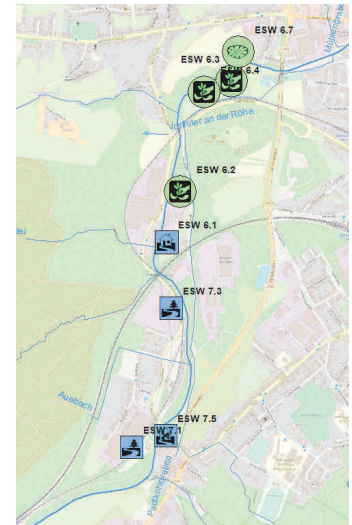 ESW 6.7
ESW 6.3
ESW 6.4
Vorfluter an der Röhe
ESW 6.2
ESW 6.1
ESW 7.3
Auebach
ESW 7.5
ESW 7.1